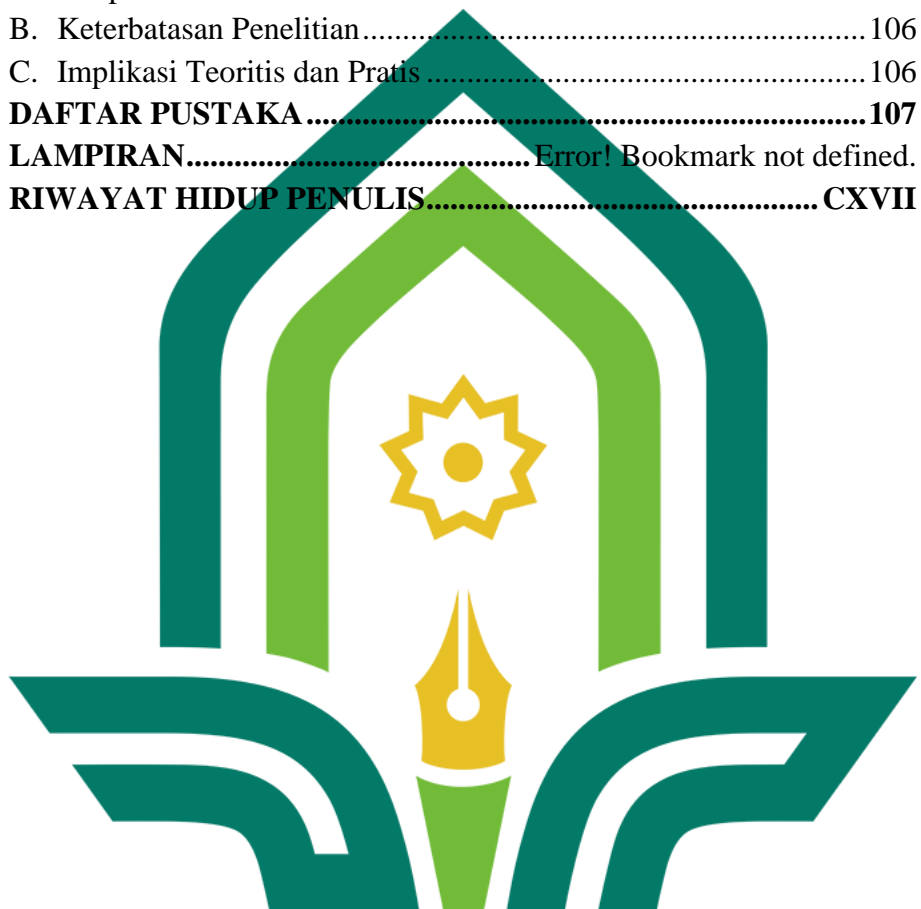 B. Keterbatasan Penelitian....................................................................106
C. Implikasi Teoritis dan Pratis...........................................................106
DAFTAR PUSTAKA...........................................................................107
LAMPIRAN..............................................Error! Bookmark not defined.
RIWAYAT HIDUP PENULIS.....................................................CXVII